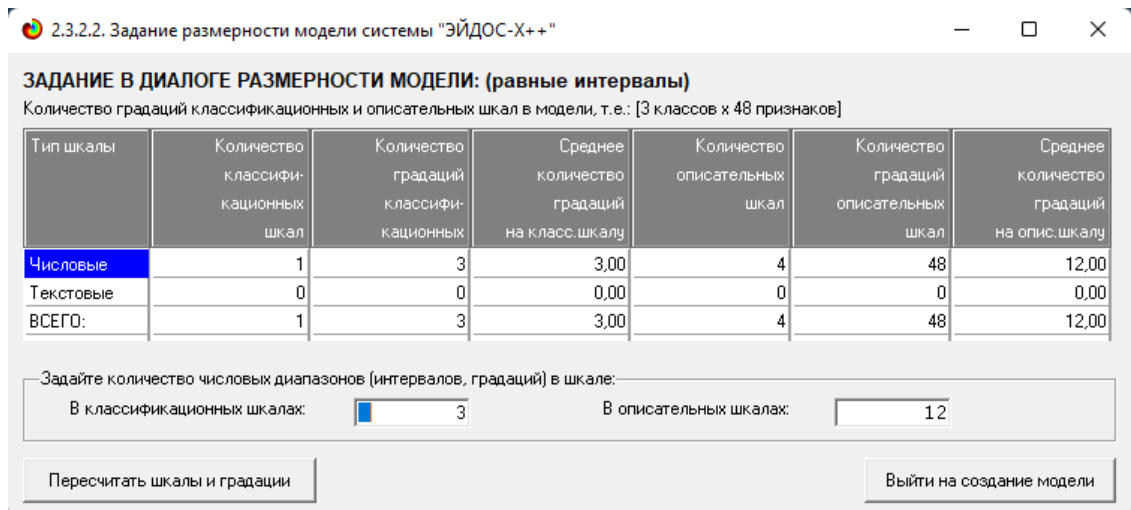 2.3.2.2. Задание размерности модели системы "ЭЙДОС-X++"
ЗАДАНИЕ В ДИАЛОГЕ РАЗМЕРНОСТИ МОДЕЛИ: (равные интервалы)
Количество градаций классификационных и описательных шкал в модели, т.е.: [3 классов x 48 признаков]
Тип шкалы Количество Количество Среднее Количество Количество Среднее
классифи- градаций количество описательных градаций количество
кационных классифи- градаций шкал описательных градаций
шкал кационных на класс.шкалу шкал на опис.шкалу
Числовые 1 3 3,00 4 48 12,00
Текстовые 0 0 0,00 0 0 0,00
ВСЕГО: 1 3 3,00 4 48 12,00
Задайте количество числовых диапазонов (интервалов, градаций) в шкале:
В классификационных шкалах: 3 В описательных шкалах: 12
Пересчитать шкалы и градации Выйти на создание модели